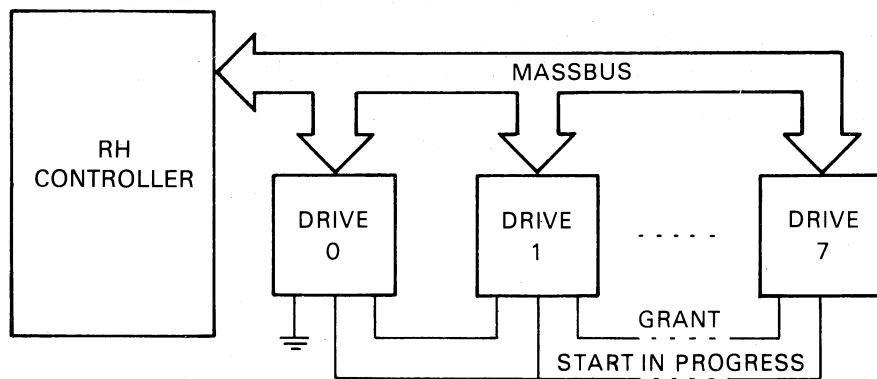 MASSBUS
RH
CONTROLLER
DRIVE
0
DRIVE
1
DRIVE
7
GRANT
START IN PROGRESS